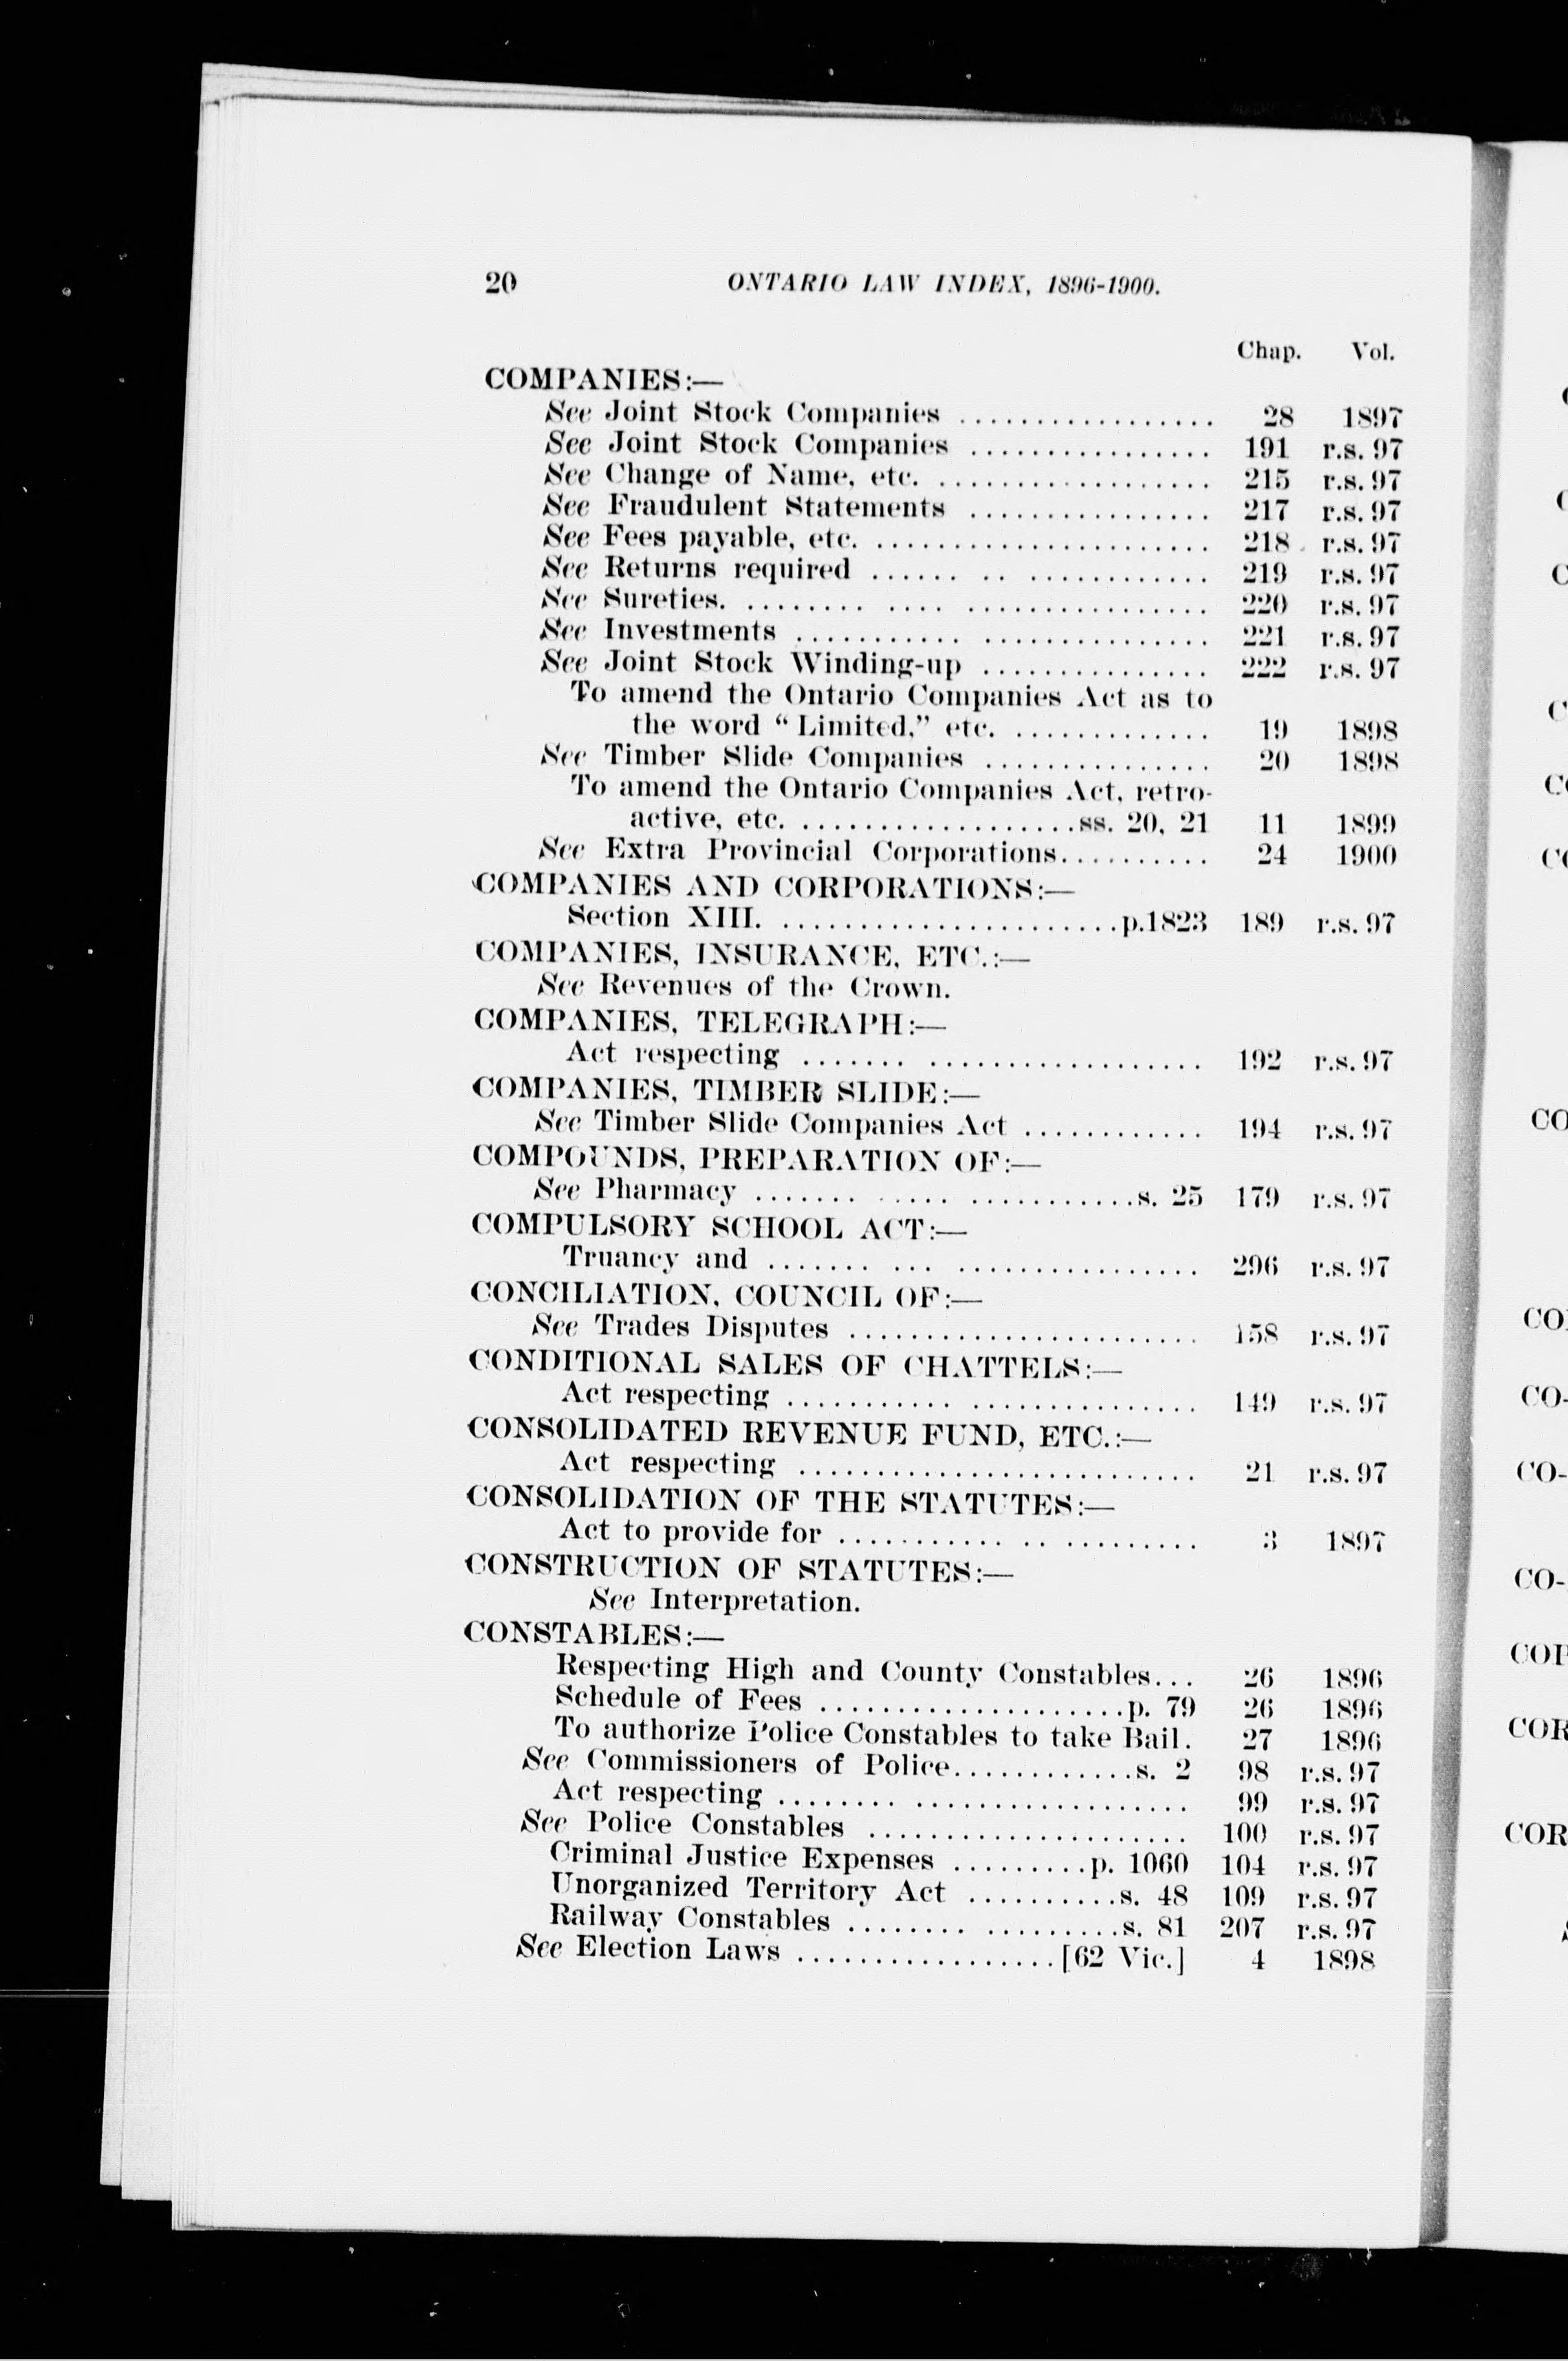 20 ONTARIO LAW INDEX, 1896-1900.
Chap. Vol.
COMPANIES:—
See Joint Stock Companies .................. 28 1897
See Joint Stock Companies ................ 191 r.s. 97
See Change of Name, etc. .................. 215 r.s. 97
See Fraudulent Statements ................ 217 r.s. 97
See Fees payable, etc. ...................... 218 r.s. 97
See Returns required ...... .. ............ 219 r.s. 97
See Sureties. ......... .... ................ 220 r.s. 97
See Investments ........... ............... 221 r.s. 97
See Joint Stock Winding-up ............... 222 r.s. 97
To amend the Ontario Companies Act as to
the word “ Limited,” etc. ............. 19 1898
See Timber Slide Companies ............... 20 1898
To amend the Ontario Companies Act, retro-
active, etc. ..................ss. 20, 21 11 1899
See Extra Provincial Corporations.......... 24 1900
COMPANIES AND CORPORATIONS:—
Section XIII. ......................p.1823 189 r.s. 97
COMPANIES, INSURANCE, ETC.:—
See Revenues of the Crown.
COMPANIES, TELEGRAPH:—
Act respecting ....... .................. 192 r.s. 97
COMPANIES, TIMBER SLIDE:—
See Timber Slide Companies Act ............ 194 r.s. 97
COMPOUNDS, PREPARATION OF:—
See Pharmacy ....... ..... ...........s. 25 179 r.s. 97
COMPULSORY SCHOOL ACT:—
Truancy and ....... ... ................ 296 r.s. 97
CONCILIATION, COUNCIL OF:—
See Trades Disputes ....................... 158 r.s. 97
CONDITIONAL SALES OF CHATTELS:—
Act respecting ........... ............... 149 r.s. 97
CONSOLIDATED REVENUE FUND, ETC.:—
Act respecting .......................... 21 r.s. 97
CONSOLIDATION OF THE STATUTES:—
Act to provide for ........... .. ......... 3 1897
CONSTRUCTION OF STATUTES:—
See Interpretation.
CONSTABLES:—
Respecting High and County Constables... 26 1896
Schedule of Fees ....................p. 79 26 1896
To authorize Police Constables to take Bail. 27 1896
See Commissioners of Police............s. 2 98 r.s. 97
Act respecting ........ .................. 99 r.s. 97
See Police Constables ..................... 100 r.s. 97
Criminal Justice Expenses .........p. 1060 104 r.s. 97
Unorganized Territory Act ..........s. 48 109 r.s. 97
Railway Constables ........ .........s. 81 207 r.s. 97
See Election Laws .................[62 Vic.] 4 1898